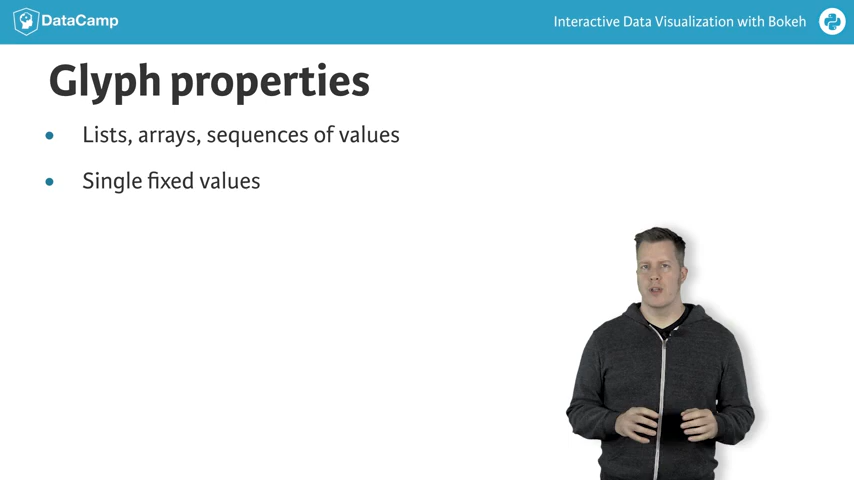 DataCamp
Interactive Data Visualization with Bokeh
Glyph properties
• Lists, arrays, sequences of values
• Single fixed values